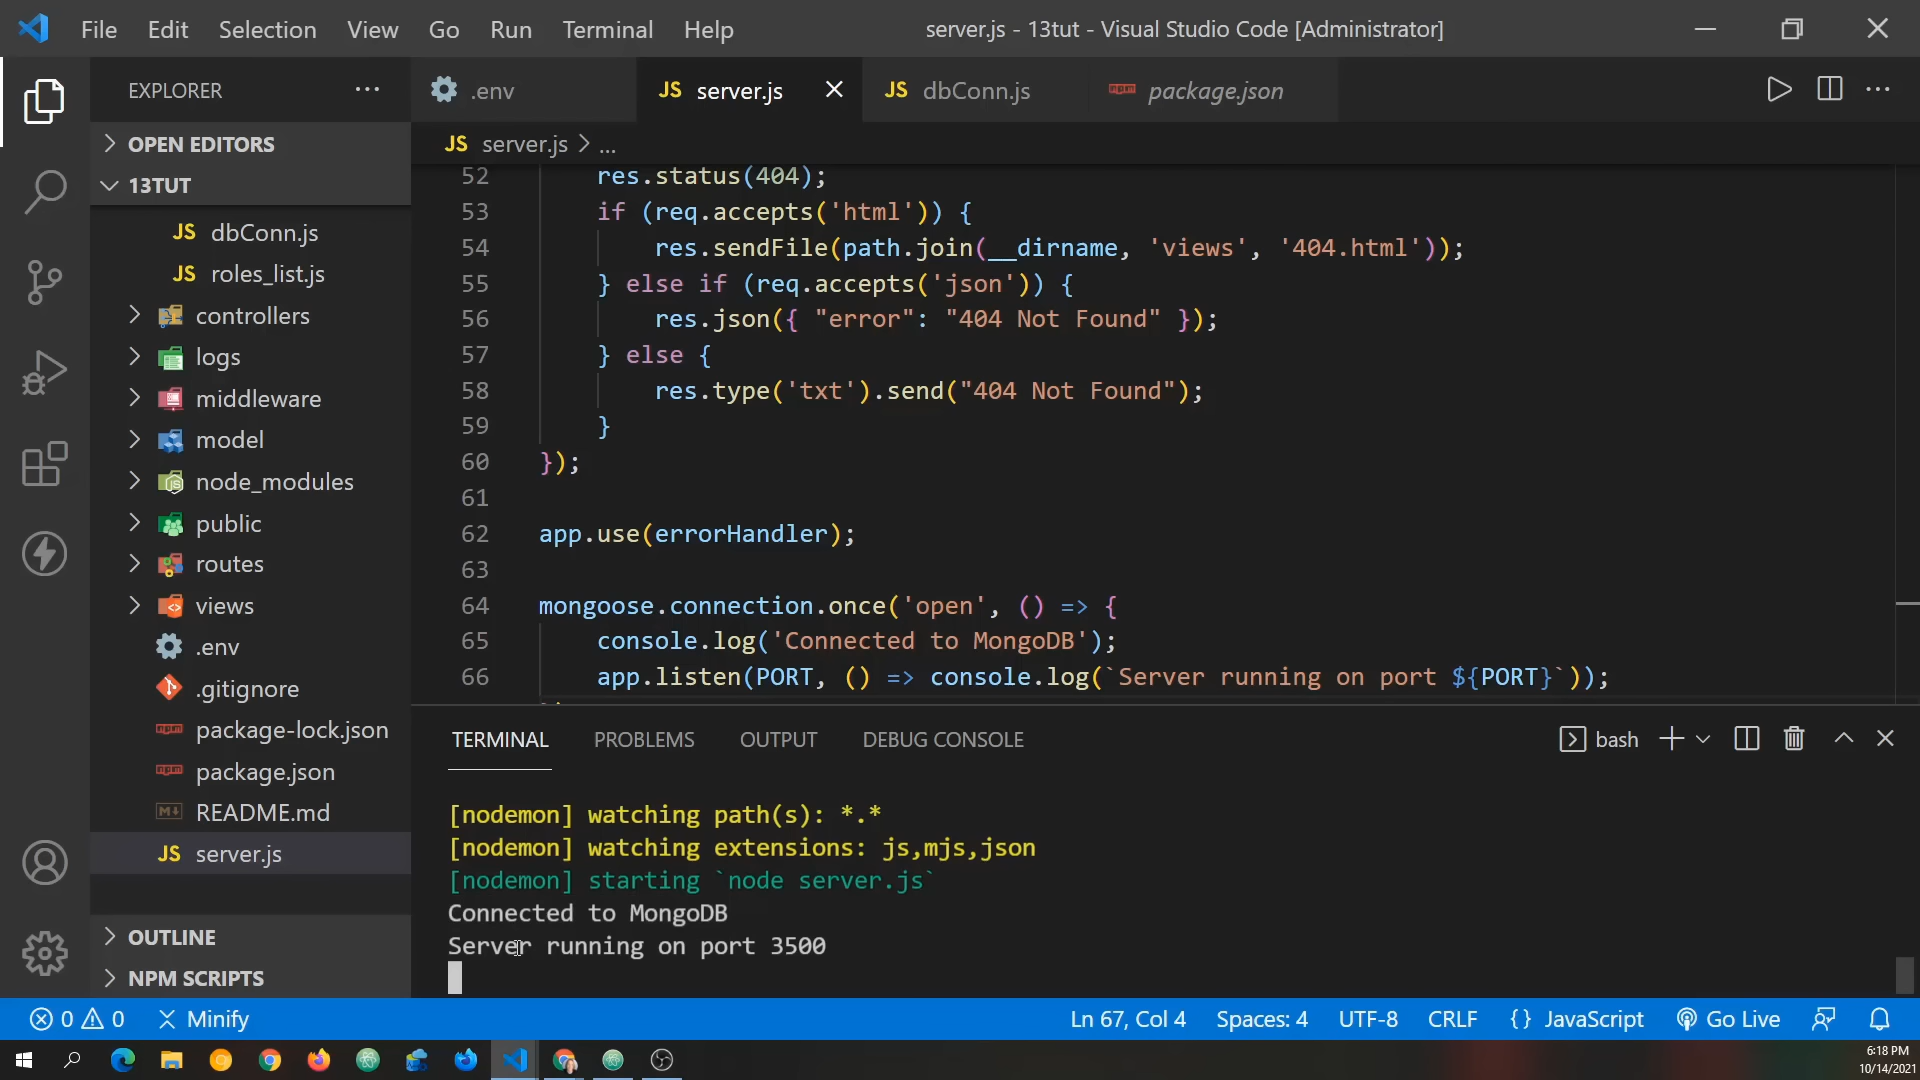 File Edit Selection View Go Run Terminal Help server.js - 13tut - Visual Studio Code [Administrator]
EXPLORER ...
OPEN EDITORS
13TUT
JS dbConn.js
JS roles_list.js
controllers
logs
middleware
model
node_modules
public
routes
views
.env
.gitignore
package-lock.json
package.json
README.md
JS server.js
OUTLINE
NPM SCRIPTS
.env JS server.js JS dbConn.js package.json
JS server.js > ...
52 res.status(404);
53 if (req.accepts('html')) {
54 res.sendFile(path.join(__dirname, 'views', '404.html'));
55 } else if (req.accepts('json')) {
56 res.json({ "error": "404 Not Found" });
57 } else {
58 res.type('txt').send("404 Not Found");
59 }
60 });
61
62 app.use(errorHandler);
63
64 mongoose.connection.once('open', () => {
65 console.log('Connected to MongoDB');
66 app.listen(PORT, () => console.log(`Server running on port ${PORT}`));
TERMINAL PROBLEMS OUTPUT DEBUG CONSOLE bash
[nodemon] watching path(s): *.*
[nodemon] watching extensions: js,mjs,json
[nodemon] starting `node server.js`
Connected to MongoDB
Server running on port 3500
0 0 Minify Ln 67, Col 4 Spaces: 4 UTF-8 CRLF {} JavaScript Go Live
6:18 PM
10/14/2021